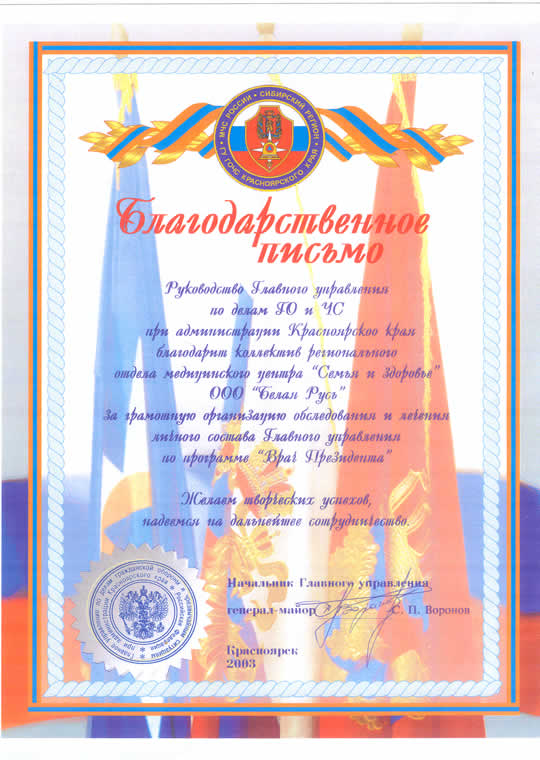 МЧС РОССИИ • СИБИРСКИЙ РЕГИОН
ГУ ГОЧС КРАСНОЯРСКОГО КРАЯ
Благодарственное
письмо
Руководство Главного управления
по делам ГО и ЧС
при администрации Красноярскоо края
благодарит коллектив регионального
отдела медицинского центра “Семья и Здоровье”
ООО “Белая Русь”
За грамотную организацию обследования и лечения
личного состава Главного управления
по программе “Врач Президента”
Желаем творческих успехов,
надеемся на дальнейшее сотрудничество.
Начальник Главного управления
генерал-майор С. П. Воронов
Красноярск
2003